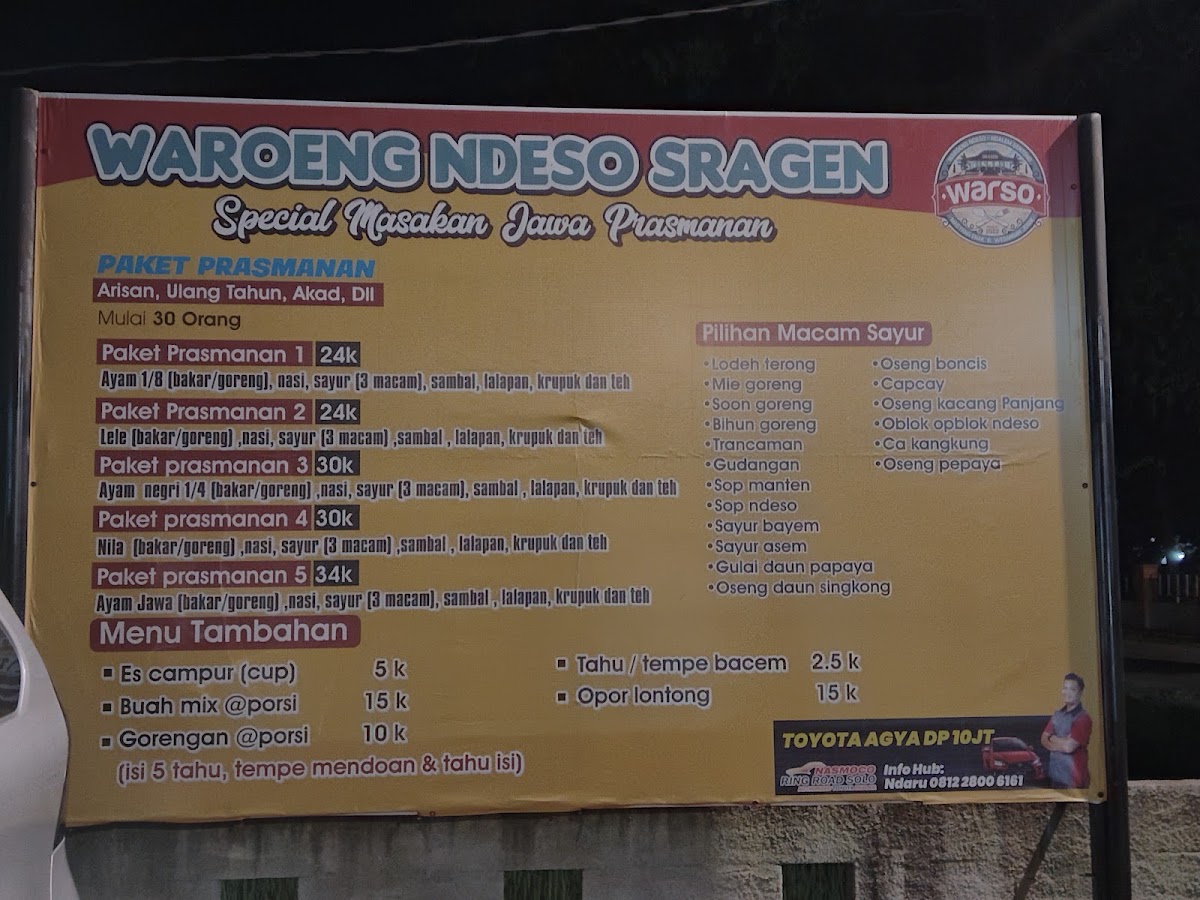 WAROENG NDESO SRAGEN
Special Masakan Jawa Prasmanan
warso
PAKET PRASMANAN
Arisan, Ulang Tahun, Akad, Dll
Mulai 30 Orang
Paket Prasmanan 1 24k
Ayam 1/8 (bakar/goreng), nasi, sayur (3 macam), sambal, lalapan, krupuk dan teh
Paket Prasmanan 2 24k
Lele (bakar/goreng) ,nasi, sayur (3 macam) ,sambal , lalapan, krupuk dan teh
Paket prasmanan 3 30k
Ayam negri 1/4 (bakar/goreng) ,nasi, sayur (3 macam), sambal , lalapan, krupuk dan teh
Paket prasmanan 4 30k
Nila (bakar/goreng) ,nasi, sayur (3 macam) ,sambal , lalapan, krupuk dan teh
Paket prasmanan 5 34k
Ayam Jawa (bakar/goreng) ,nasi, sayur (3 macam), sambal , lalapan, krupuk dan teh
Pilihan Macam Sayur
•Lodeh terong
•Mie goreng
•Soon goreng
•Bihun goreng
•Trancaman
•Gudangan
•Sop manten
•Sop ndeso
•Sayur bayem
•Sayur asem
•Gulai daun papaya
•Oseng daun singkong
•Oseng boncis
•Capcay
•Oseng kacang Panjang
•Oblok opblok ndeso
•Ca kangkung
•Oseng pepaya
Menu Tambahan
▪ Es campur (cup) 5 k
▪ Buah mix @porsi 15 k
▪ Gorengan @porsi 10 k
(isi 5 tahu, tempe mendoan & tahu isi)
▪ Tahu / tempe bacem 2.5 k
▪ Opor lontong 15 k
TOYOTA AGYA DP 10JT
NASMOCO
RING ROAD SOLO
Info Hub:
Ndaru 0812 2800 6161